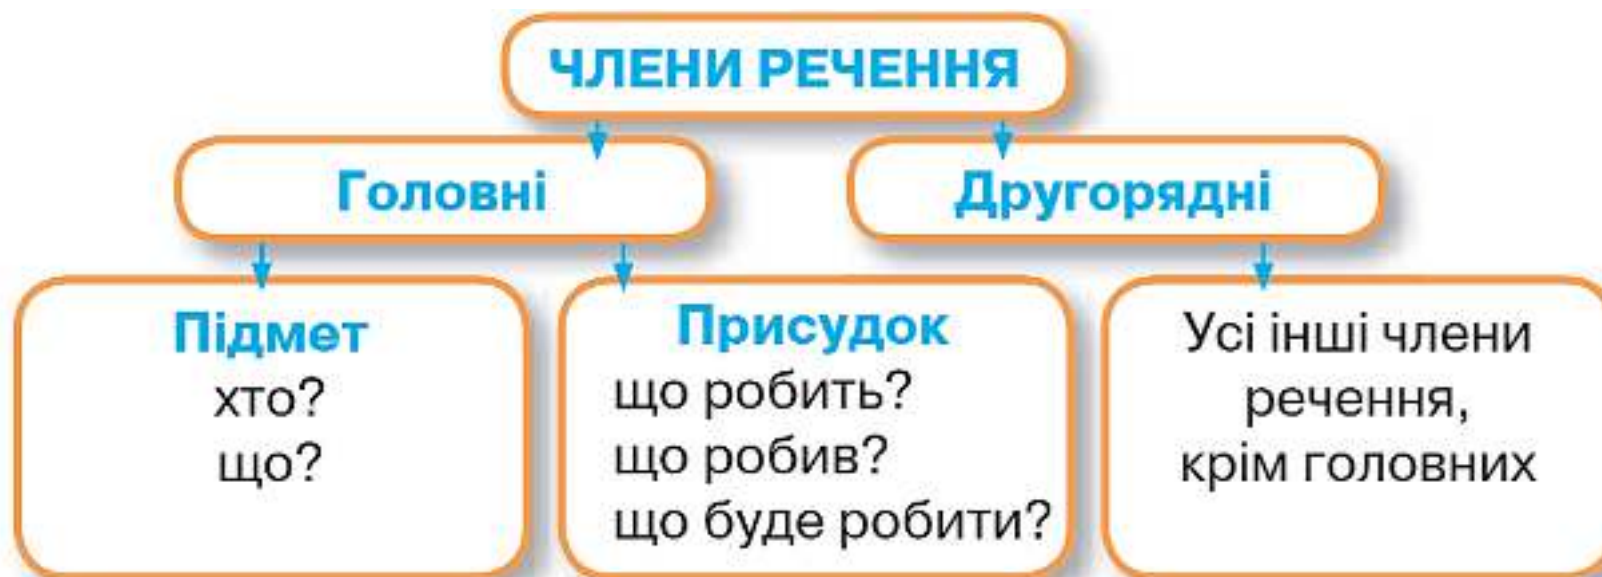 ЧЛЕНИ РЕЧЕННЯ
Головні
Другорядні
Підмет
хто?
що?
Присудок
що робить?
що робив?
що буде робити?
Усі інші члени
речення,
крім головних